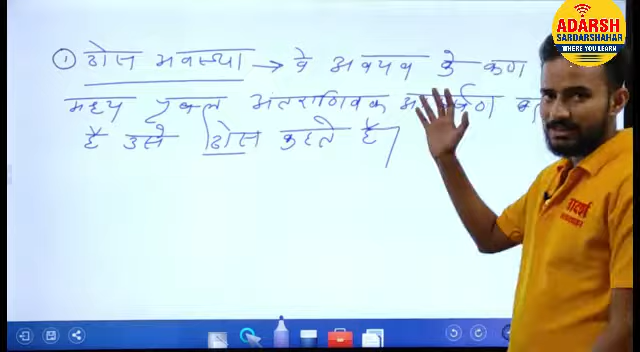 ADARSH
SARDARSHAHAR
WHERE YOU LEARN
① ठोस अवस्था → वे अवयव के कण
मध्य प्रबल अंतराणविक
है उसे ठोस कहते है।